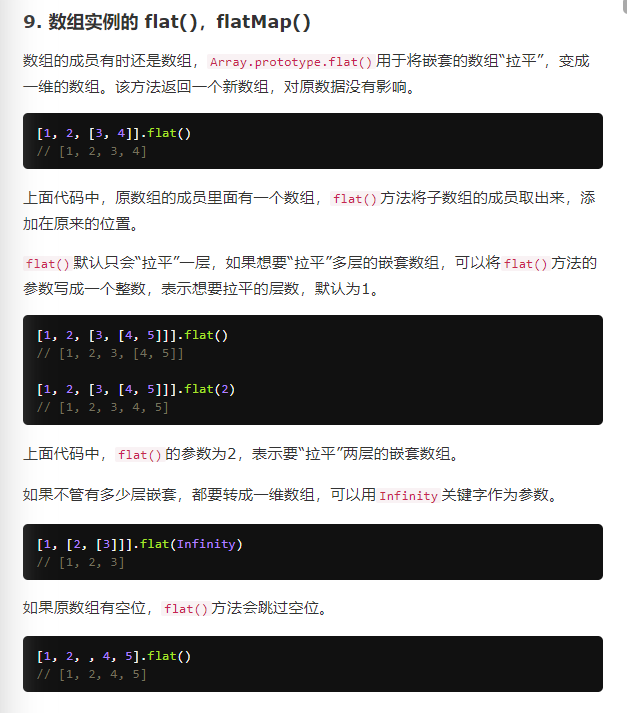 9. 数组实例的 flat()，flatMap()
数组的成员有时还是数组，Array.prototype.flat()用于将嵌套的数组“拉平”，变成
一维的数组。该方法返回一个新数组，对原数据没有影响。
[1, 2, [3, 4]].flat()
// [1, 2, 3, 4]
上面代码中，原数组的成员里面有一个数组，flat()方法将子数组的成员取出来，添
加在原来的位置。
flat()默认只会“拉平”一层，如果想要“拉平”多层的嵌套数组，可以将flat()方法的
参数写成一个整数，表示想要拉平的层数，默认为1。
[1, 2, [3, [4, 5]]].flat()
// [1, 2, 3, [4, 5]]
[1, 2, [3, [4, 5]]].flat(2)
// [1, 2, 3, 4, 5]
上面代码中，flat()的参数为2，表示要“拉平”两层的嵌套数组。
如果不管有多少层嵌套，都要转成一维数组，可以用Infinity关键字作为参数。
[1, [2, [3]]].flat(Infinity)
// [1, 2, 3]
如果原数组有空位，flat()方法会跳过空位。
[1, 2, , 4, 5].flat()
// [1, 2, 4, 5]